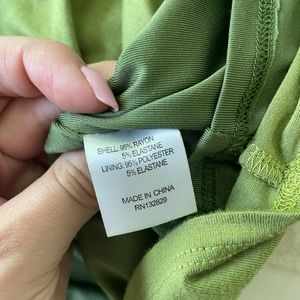 SHELL: 95% RAYON
5% ELASTANE
LINING: 95% POLYESTER
5% ELASTANE
MADE IN CHINA
RN132829